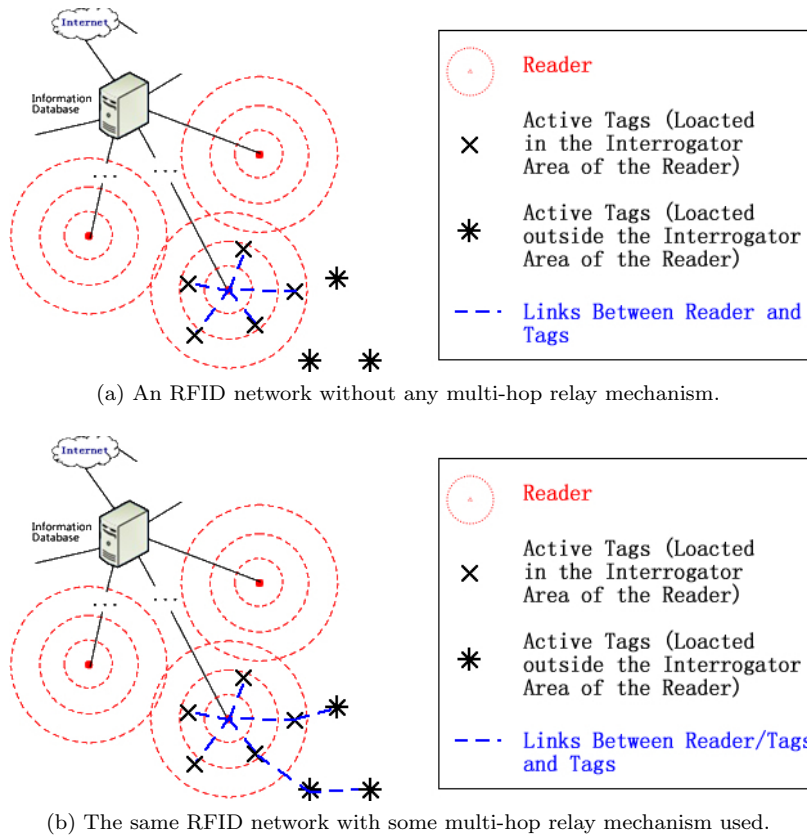 Internet
Information
Database
...
...
Reader
Active Tags (Loacted
in the Interrogator
Area of the Reader)
Active Tags (Loacted
outside the Interrogator
Area of the Reader)
Links Between Reader and
Tags
(a) An RFID network without any multi-hop relay mechanism.
Internet
Information
Database
...
...
Reader
Active Tags (Loacted
in the Interrogator
Area of the Reader)
Active Tags (Loacted
outside the Interrogator
Area of the Reader)
Links Between Reader/Tags
and Tags
(b) The same RFID network with some multi-hop relay mechanism used.